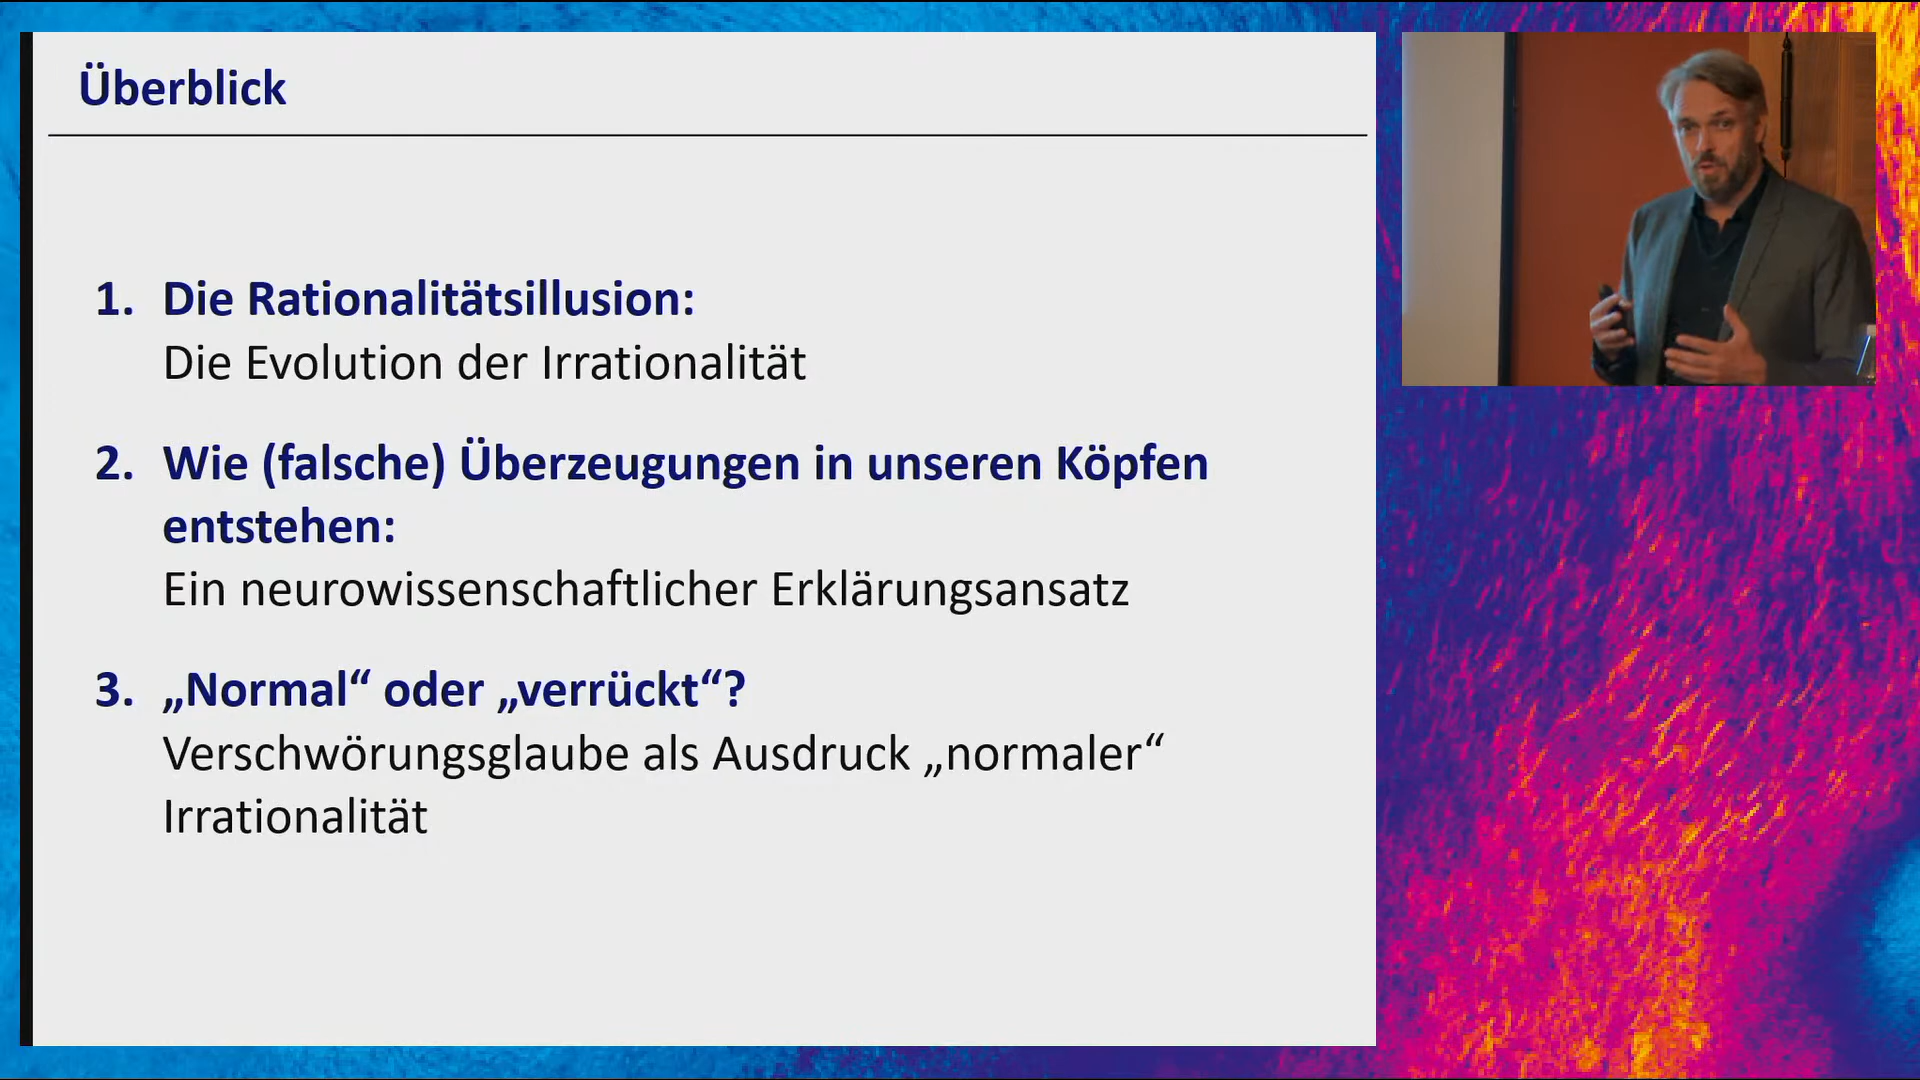 Überblick
1. Die Rationalitätsillusion:
Die Evolution der Irrationalität
2. Wie (falsche) Überzeugungen in unseren Köpfen
entstehen:
Ein neurowissenschaftlicher Erklärungsansatz
3. „Normal“ oder „verrückt“?
Verschwörungsglaube als Ausdruck „normaler“
Irrationalität